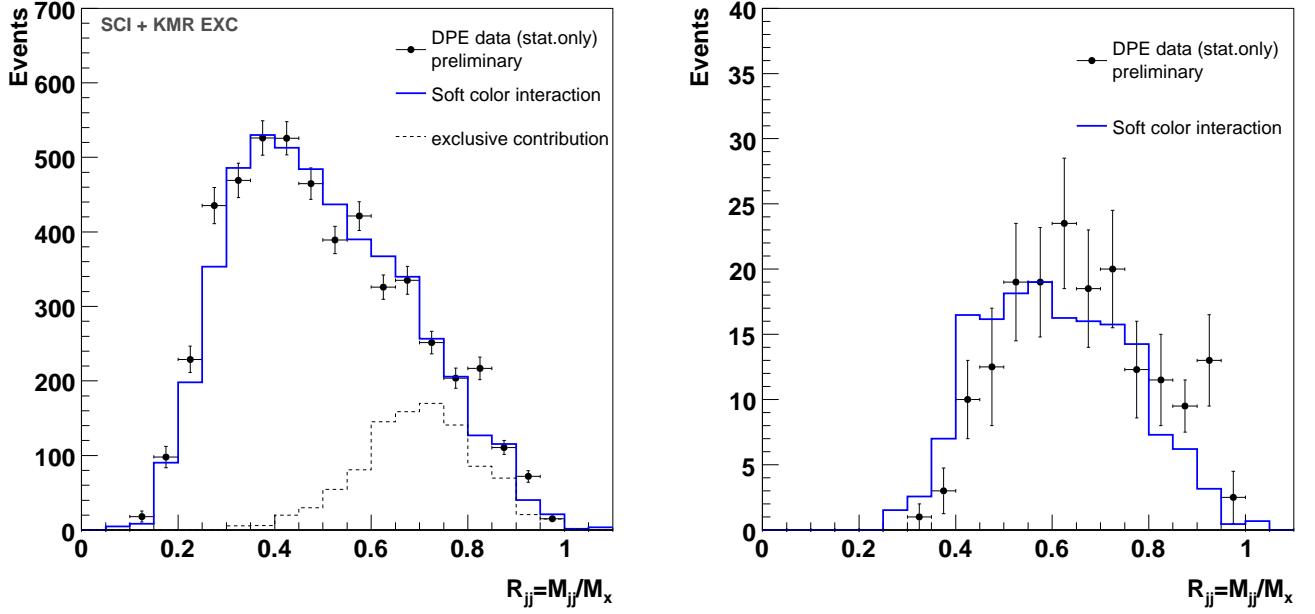 SCI + KMR EXC
Events
700
600
500
400
300
200
100
0
DPE data (stat.only)
preliminary
Soft color interaction
exclusive contribution
0 0.2 0.4 0.6 0.8 1
R_jj=M_jj/M_x
Events
40
35
30
25
20
15
10
5
0
DPE data (stat.only)
preliminary
Soft color interaction
0 0.2 0.4 0.6 0.8 1
R_jj=M_jj/M_x